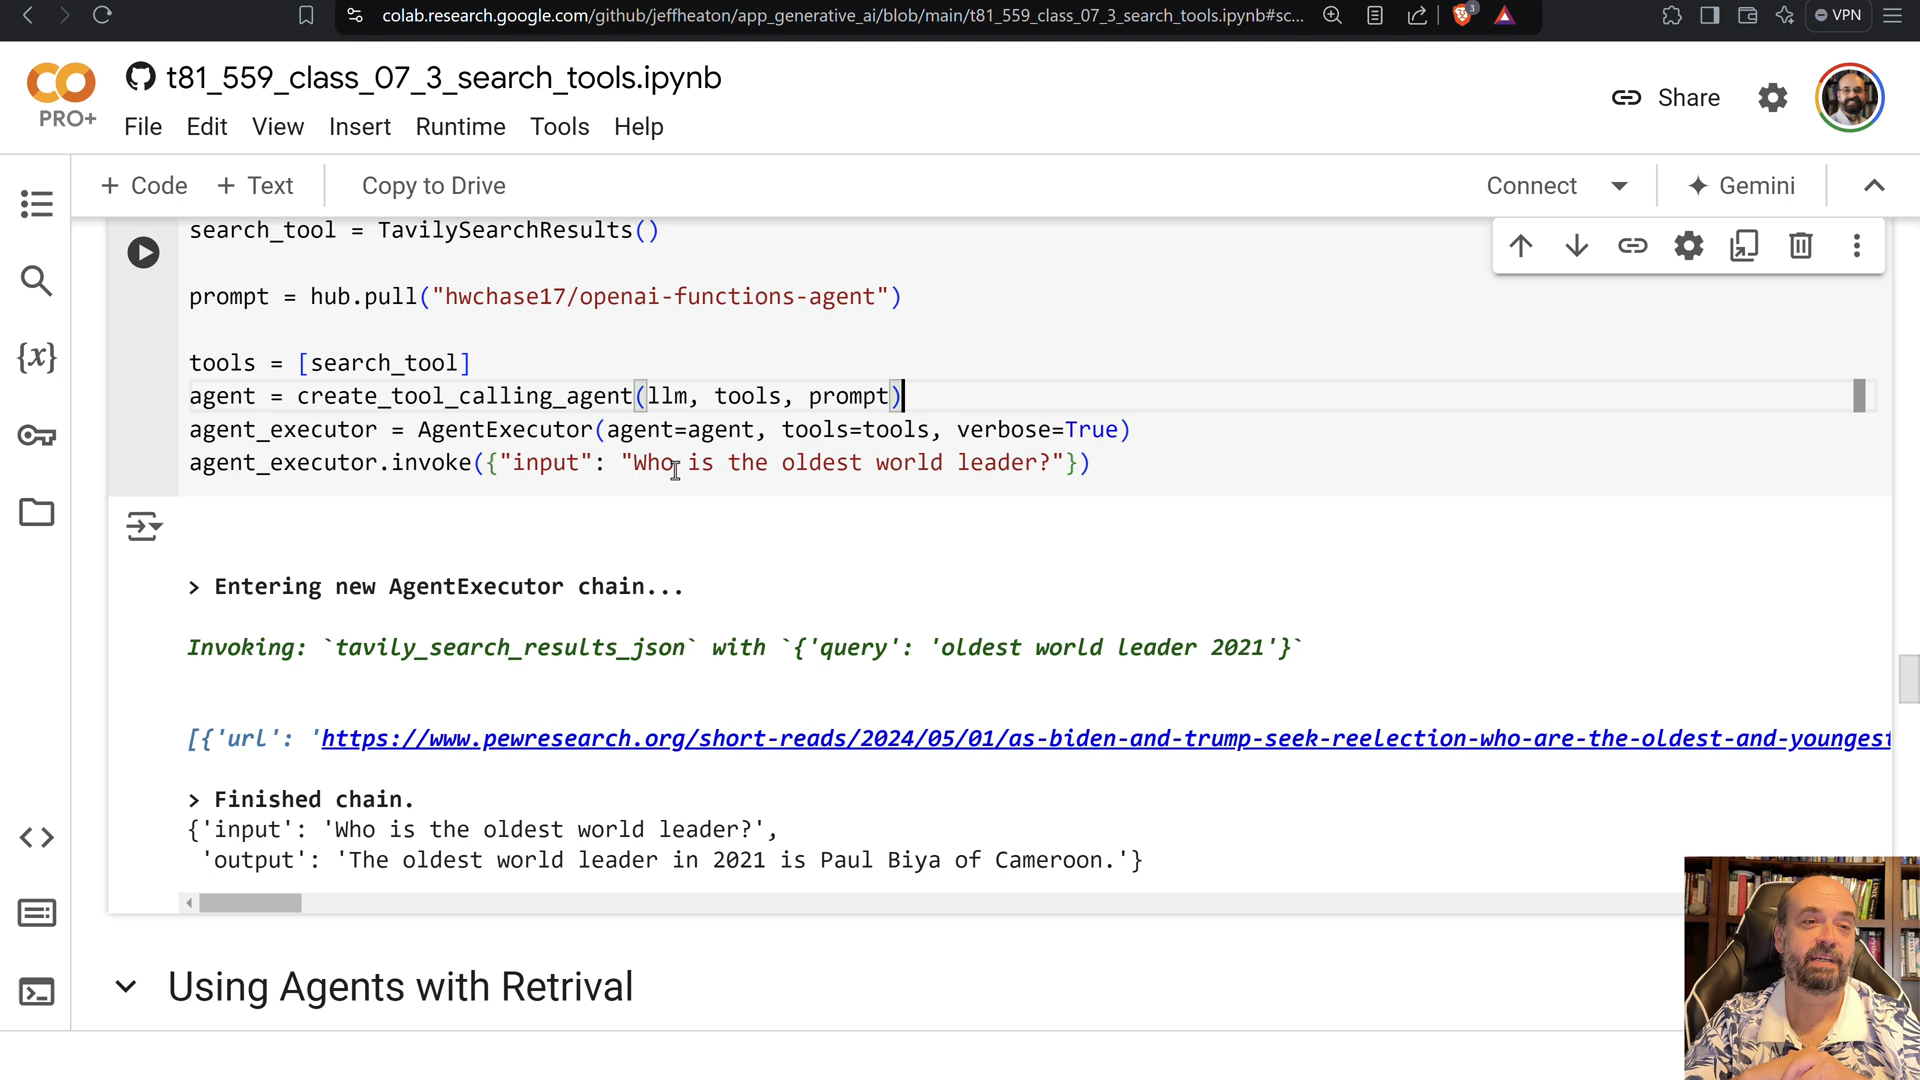 colab.research.google.com/github/jeffheaton/app_generative_ai/blob/main/t81_559_class_07_3_search_tools.ipynb#sc...
3
VPN
CO
PRO+
t81_559_class_07_3_search_tools.ipynb
File Edit View Insert Runtime Tools Help
Share
+ Code + Text Copy to Drive
Connect
Gemini
search_tool = TavilySearchResults()
prompt = hub.pull("hwchase17/openai-functions-agent")
tools = [search_tool]
agent = create_tool_calling_agent(llm, tools, prompt)
agent_executor = AgentExecutor(agent=agent, tools=tools, verbose=True)
agent_executor.invoke({"input": "Who is the oldest world leader?"})
> Entering new AgentExecutor chain...
Invoking: `tavily_search_results_json` with `{'query': 'oldest world leader 2021'}`
[{'url': 'https://www.pewresearch.org/short-reads/2024/05/01/as-biden-and-trump-seek-reelection-who-are-the-oldest-and-youngest
> Finished chain.
{'input': 'Who is the oldest world leader?',
'output': 'The oldest world leader in 2021 is Paul Biya of Cameroon.'}
Using Agents with Retrival